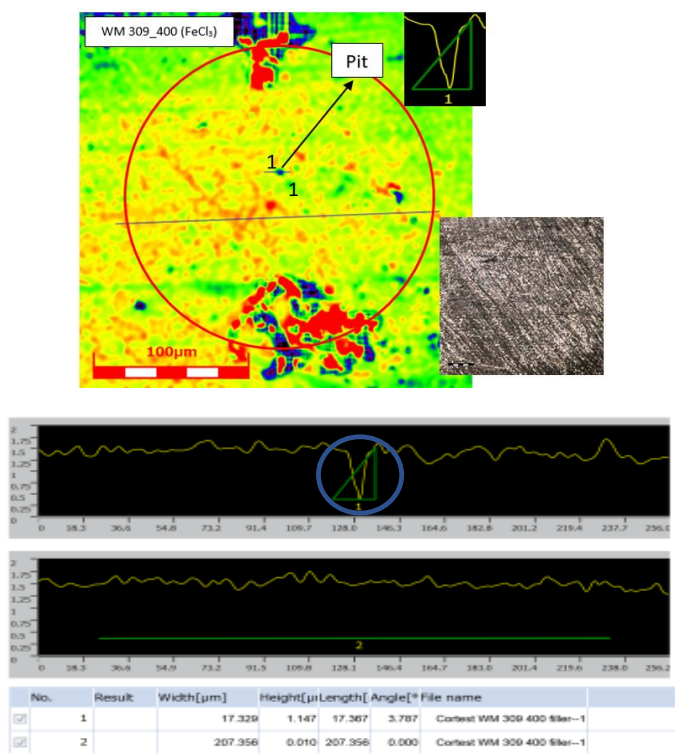 WM 309_400 (FeCl₃)
Pit
1
1
1
100µm
2
1.75
1.5
1.25
1
0.75
0.5
0.25
0
1
0 18.3 36.6 54.8 73.2 91.4 109.7 128.0 146.3 164.6 182.8 201.2 219.4 237.7 256.0
2
1.75
1.5
1.25
1
0.75
0.5
0.25
0
2
0 18.3 36.6 54.9 73.2 91.5 109.8 128.1 146.3 164.7 183.0 201.2 219.6 237.8 256.2
No. Result Width[µm] Height[µ Length[ Angle[° File name
1 17.329 1.147 17.367 3.787 Cortest WM 309 400 filler--1
2 207.356 0.010 207.356 0.000 Cortest WM 309 400 filler--1